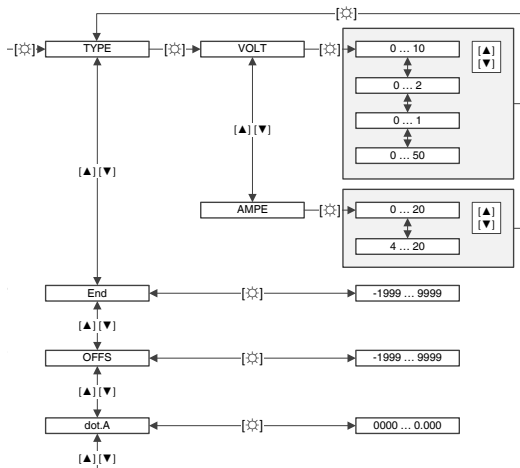 [☼]
[☼] TYPE [☼] VOLT [☼] 0 ... 10 [▲]
[▼]
0 ... 2
0 ... 1
[▲] [▼]
0 ... 50
[▲] [▼]
AMPE [☼] 0 ... 20 [▲]
[▼]
4 ... 20
End [☼] -1999 ... 9999
[▲] [▼]
OFFS [☼] -1999 ... 9999
[▲] [▼]
dot.A [☼] 0000 ... 0.000
[▲] [▼]